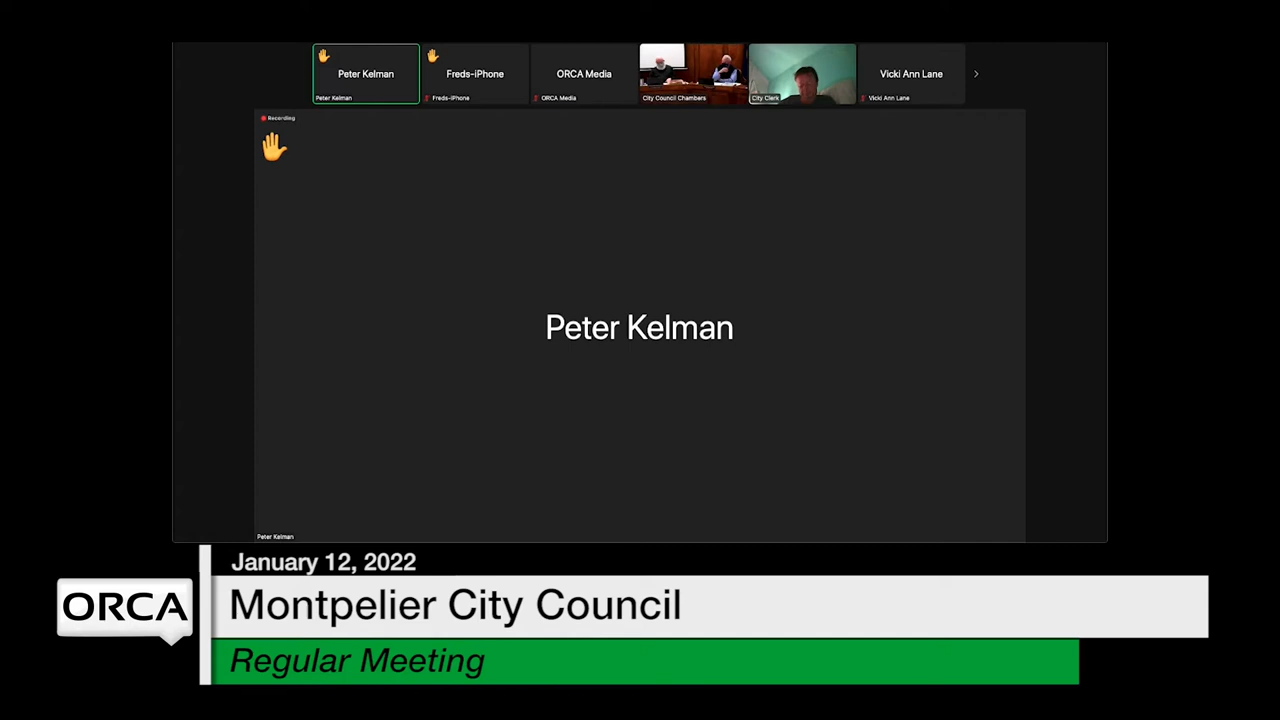 Peter Kelman
Peter Kelman
Freds-iPhone
Freds-iPhone
ORCA Media
ORCA Media
City Council Chambers
City Clerk
Vicki Ann Lane
Vicki Ann Lane
Recording
Peter Kelman
Peter Kelman
January 12, 2022
ORCA
Montpelier City Council
Regular Meeting